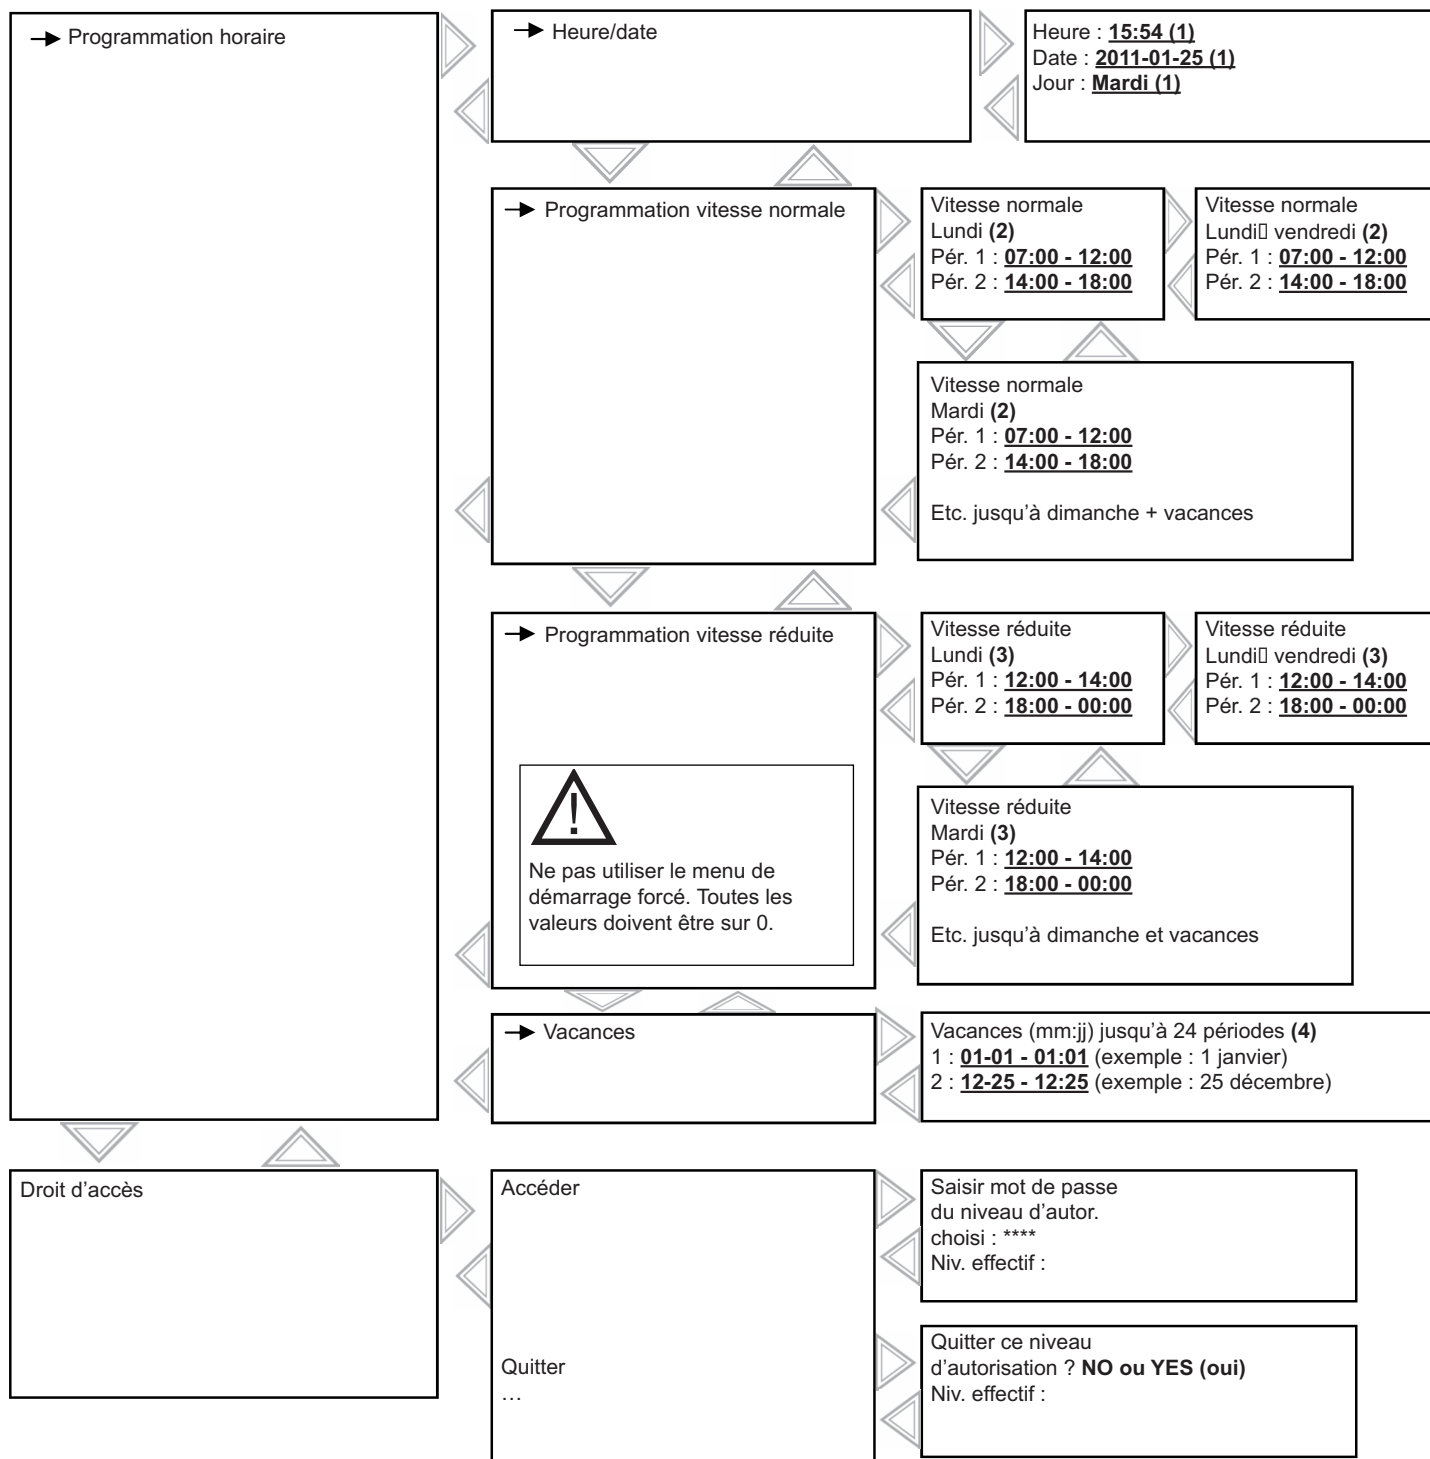 Programmation horaire
Heure/date
Heure : 15:54 (1)
Date : 2011-01-25 (1)
Jour : Mardi (1)
Programmation vitesse normale
Vitesse normale
Lundi (2)
Pér. 1 : 07:00 - 12:00
Pér. 2 : 14:00 - 18:00
Vitesse normale
Lundi▯ vendredi (2)
Pér. 1 : 07:00 - 12:00
Pér. 2 : 14:00 - 18:00
Vitesse normale
Mardi (2)
Pér. 1 : 07:00 - 12:00
Pér. 2 : 14:00 - 18:00
Etc. jusqu’à dimanche + vacances
Programmation vitesse réduite
Vitesse réduite
Lundi (3)
Pér. 1 : 12:00 - 14:00
Pér. 2 : 18:00 - 00:00
Vitesse réduite
Lundi▯ vendredi (3)
Pér. 1 : 12:00 - 14:00
Pér. 2 : 18:00 - 00:00
Ne pas utiliser le menu de
démarrage forcé. Toutes les
valeurs doivent être sur 0.
Vitesse réduite
Mardi (3)
Pér. 1 : 12:00 - 14:00
Pér. 2 : 18:00 - 00:00
Etc. jusqu’à dimanche et vacances
Vacances
Vacances (mm:jj) jusqu’à 24 périodes (4)
1 : 01-01 - 01:01 (exemple : 1 janvier)
2 : 12-25 - 12:25 (exemple : 25 décembre)
Droit d’accès
Accéder
Saisir mot de passe
du niveau d’autor.
choisi : ****
Niv. effectif :
Quitter
…
Quitter ce niveau
d’autorisation ? NO ou YES (oui)
Niv. effectif :